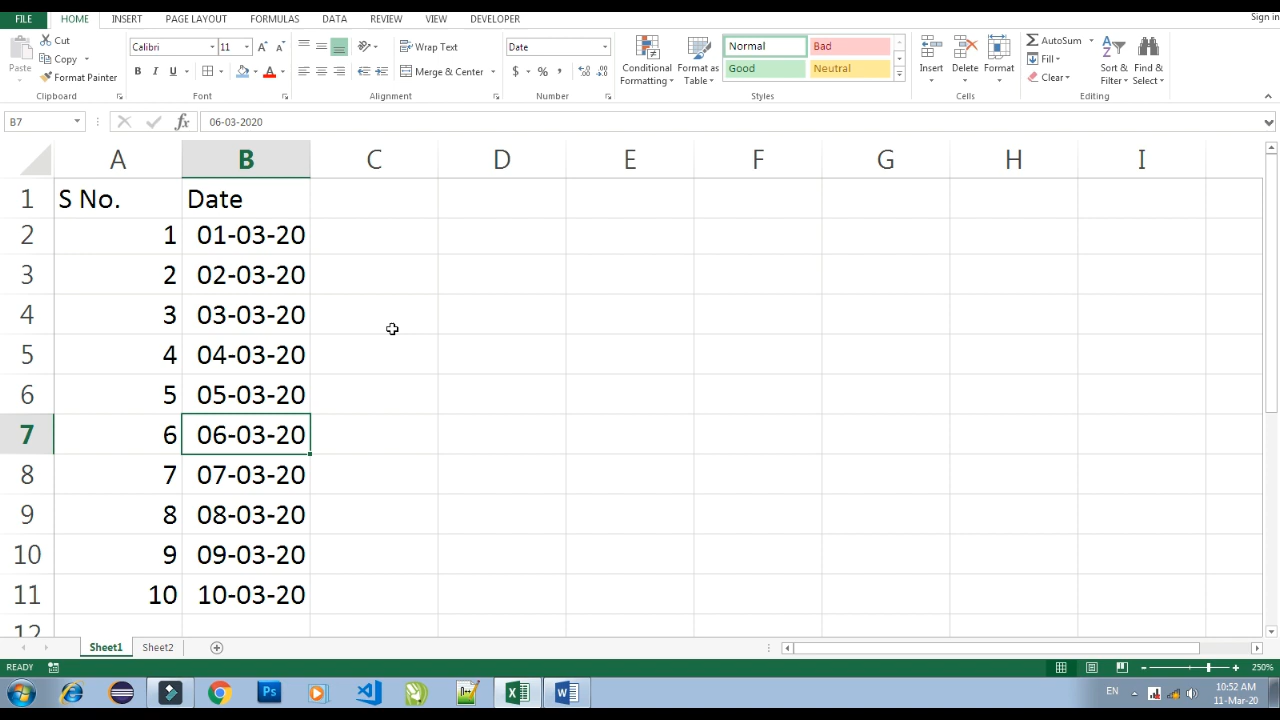 FILE HOME INSERT PAGE LAYOUT FORMULAS DATA REVIEW VIEW DEVELOPER Sign in
Paste Cut Copy Format Painter
Clipboard
Calibri 11
B I U A
Font
Wrap Text
Merge & Center
Alignment
Date
$ % ,
Number
Conditional Formatting
Format as Table
Normal Bad
Good Neutral
Styles
Insert Delete Format
Cells
AutoSum
Fill
Clear
Sort & Filter
Find & Select
Editing
B7 fx 06-03-2020
A B C D E F G H I
1 S No. Date
2 1 01-03-20
3 2 02-03-20
4 3 03-03-20
5 4 04-03-20
6 5 05-03-20
7 6 06-03-20
8 7 07-03-20
9 8 08-03-20
10 9 09-03-20
11 10 10-03-20
12
Sheet1 Sheet2
READY 250%
Ps W EN 10:52 AM
11-Mar-20